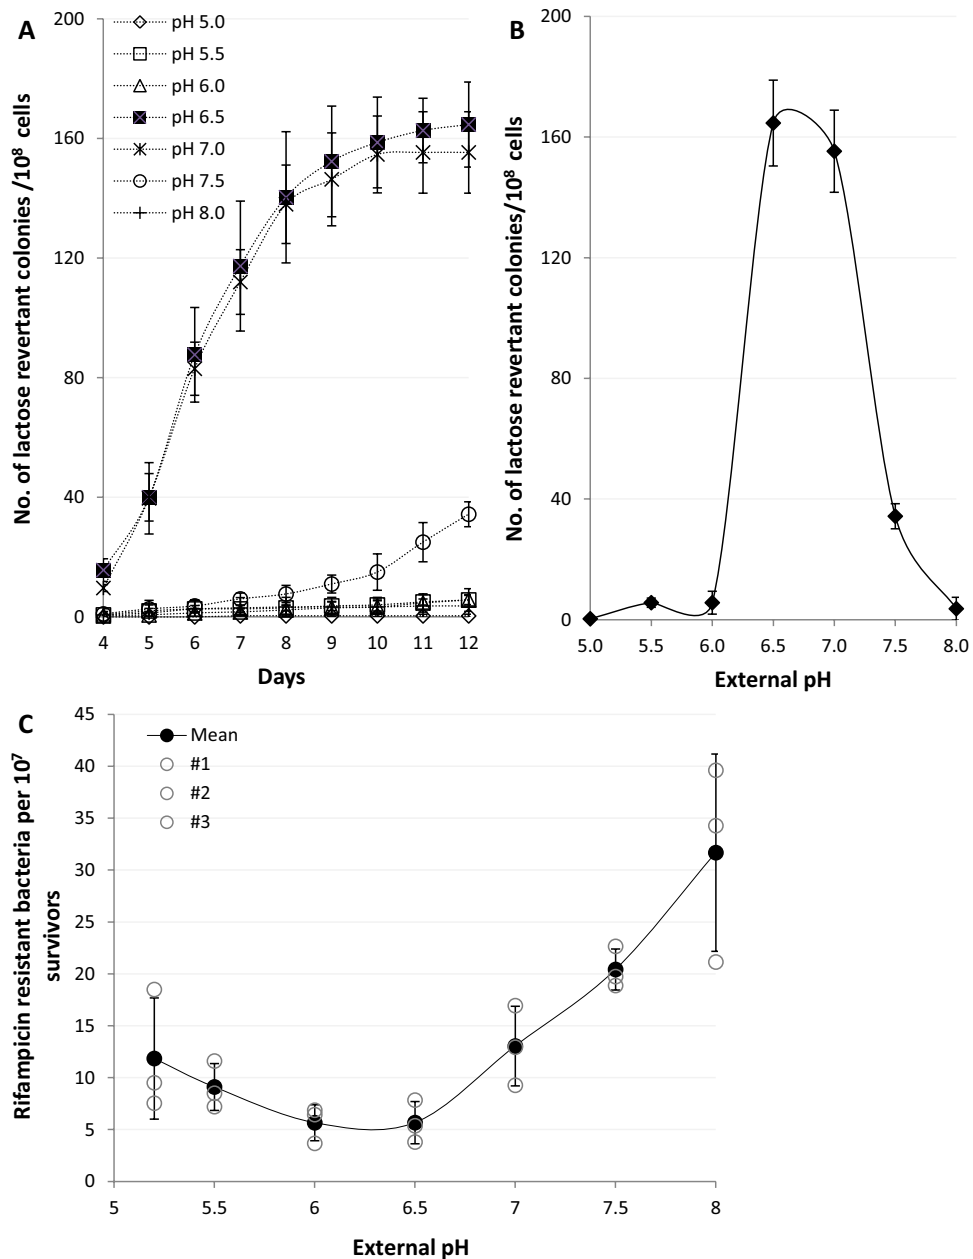 A
No. of lactose revertant colonies /10⁸ cells
200
160
120
80
40
0
pH 5.0
pH 5.5
pH 6.0
pH 6.5
pH 7.0
pH 7.5
pH 8.0
4 5 6 7 8 9 10 11 12
Days
B
No. of lactose revertant colonies/10⁸ cells
200
160
120
80
40
0
5.0 5.5 6.0 6.5 7.0 7.5 8.0
External pH
C
Rifampicin resistant bacteria per 10⁷
survivors
45
40
35
30
25
20
15
10
5
0
Mean
#1
#2
#3
5 5.5 6 6.5 7 7.5 8
External pH